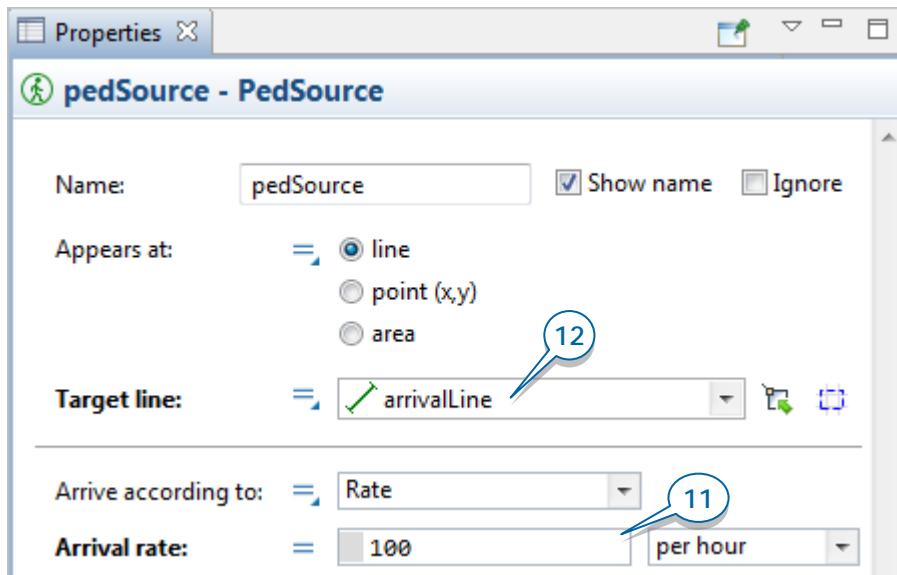 Properties
pedSource - PedSource
Name: pedSource Show name Ignore
Appears at: line
point (x,y)
area
12
Target line: arrivalLine
Arrive according to: Rate
11
Arrival rate: 100 per hour